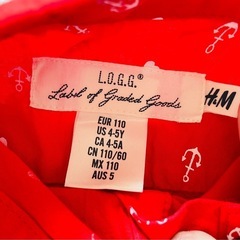 L.O.G.G.®
Label of Graded Goods
H&M
EUR 110
US 4-5Y
CA 4-5A
CN 110/60
MX 110
AUS 5